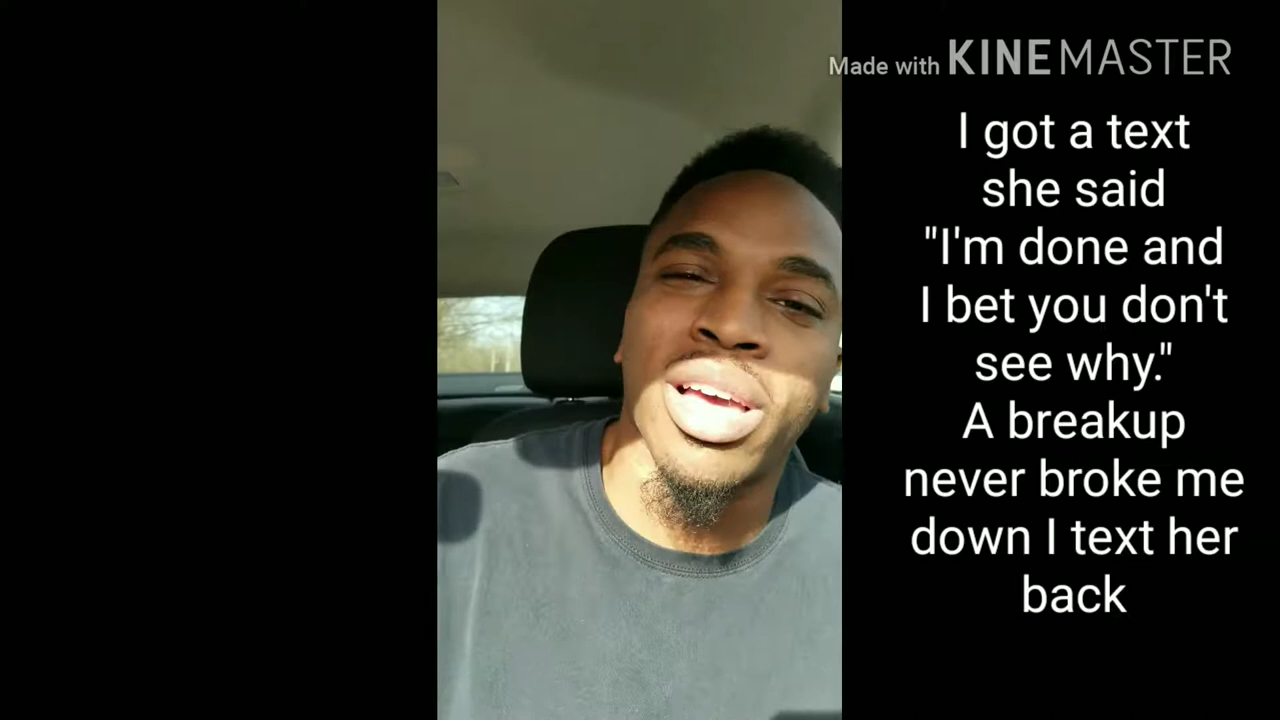 Made with KINEMASTER
I got a text
she said
"I'm done and
I bet you don't
see why."
A breakup
never broke me
down I text her
back